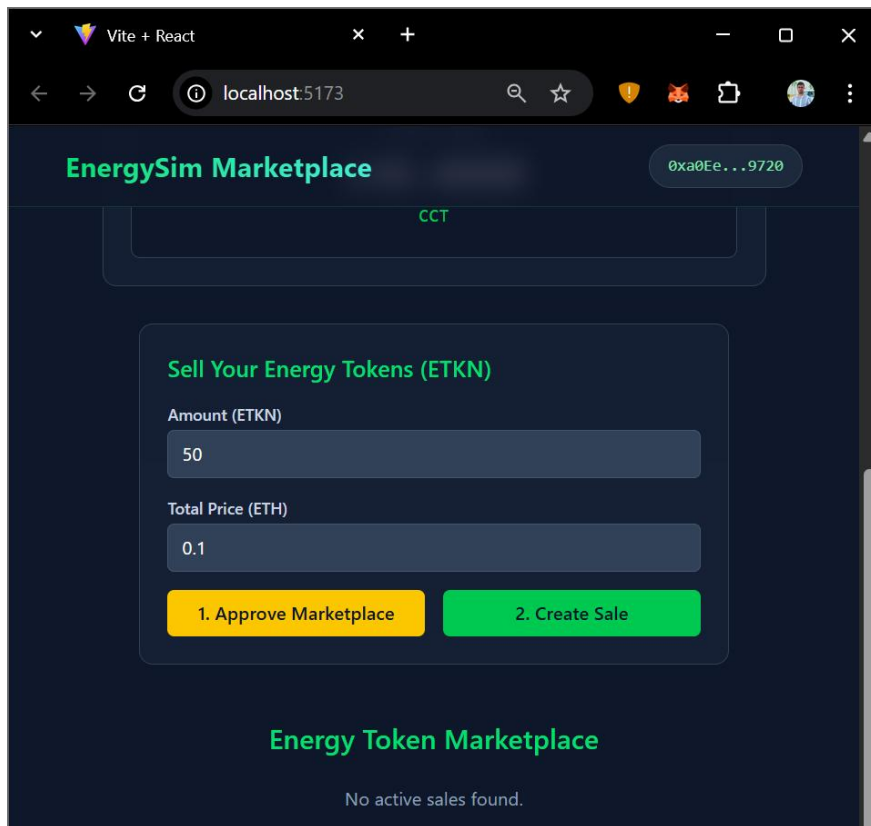 Vite + React
localhost:5173
EnergySim Marketplace
0xa0Ee...9720
CCT
Sell Your Energy Tokens (ETKN)
Amount (ETKN)
50
Total Price (ETH)
0.1
1. Approve Marketplace
2. Create Sale
Energy Token Marketplace
No active sales found.